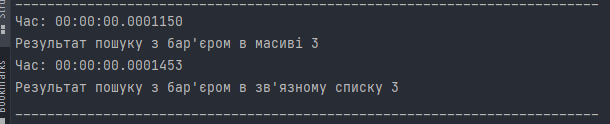 Час: 00:00:00.0001150
Результат пошуку з бар'єром в масиві 3
Час: 00:00:00.0001453
Результат пошуку з бар'єром в зв'язному списку 3
Bookmarks